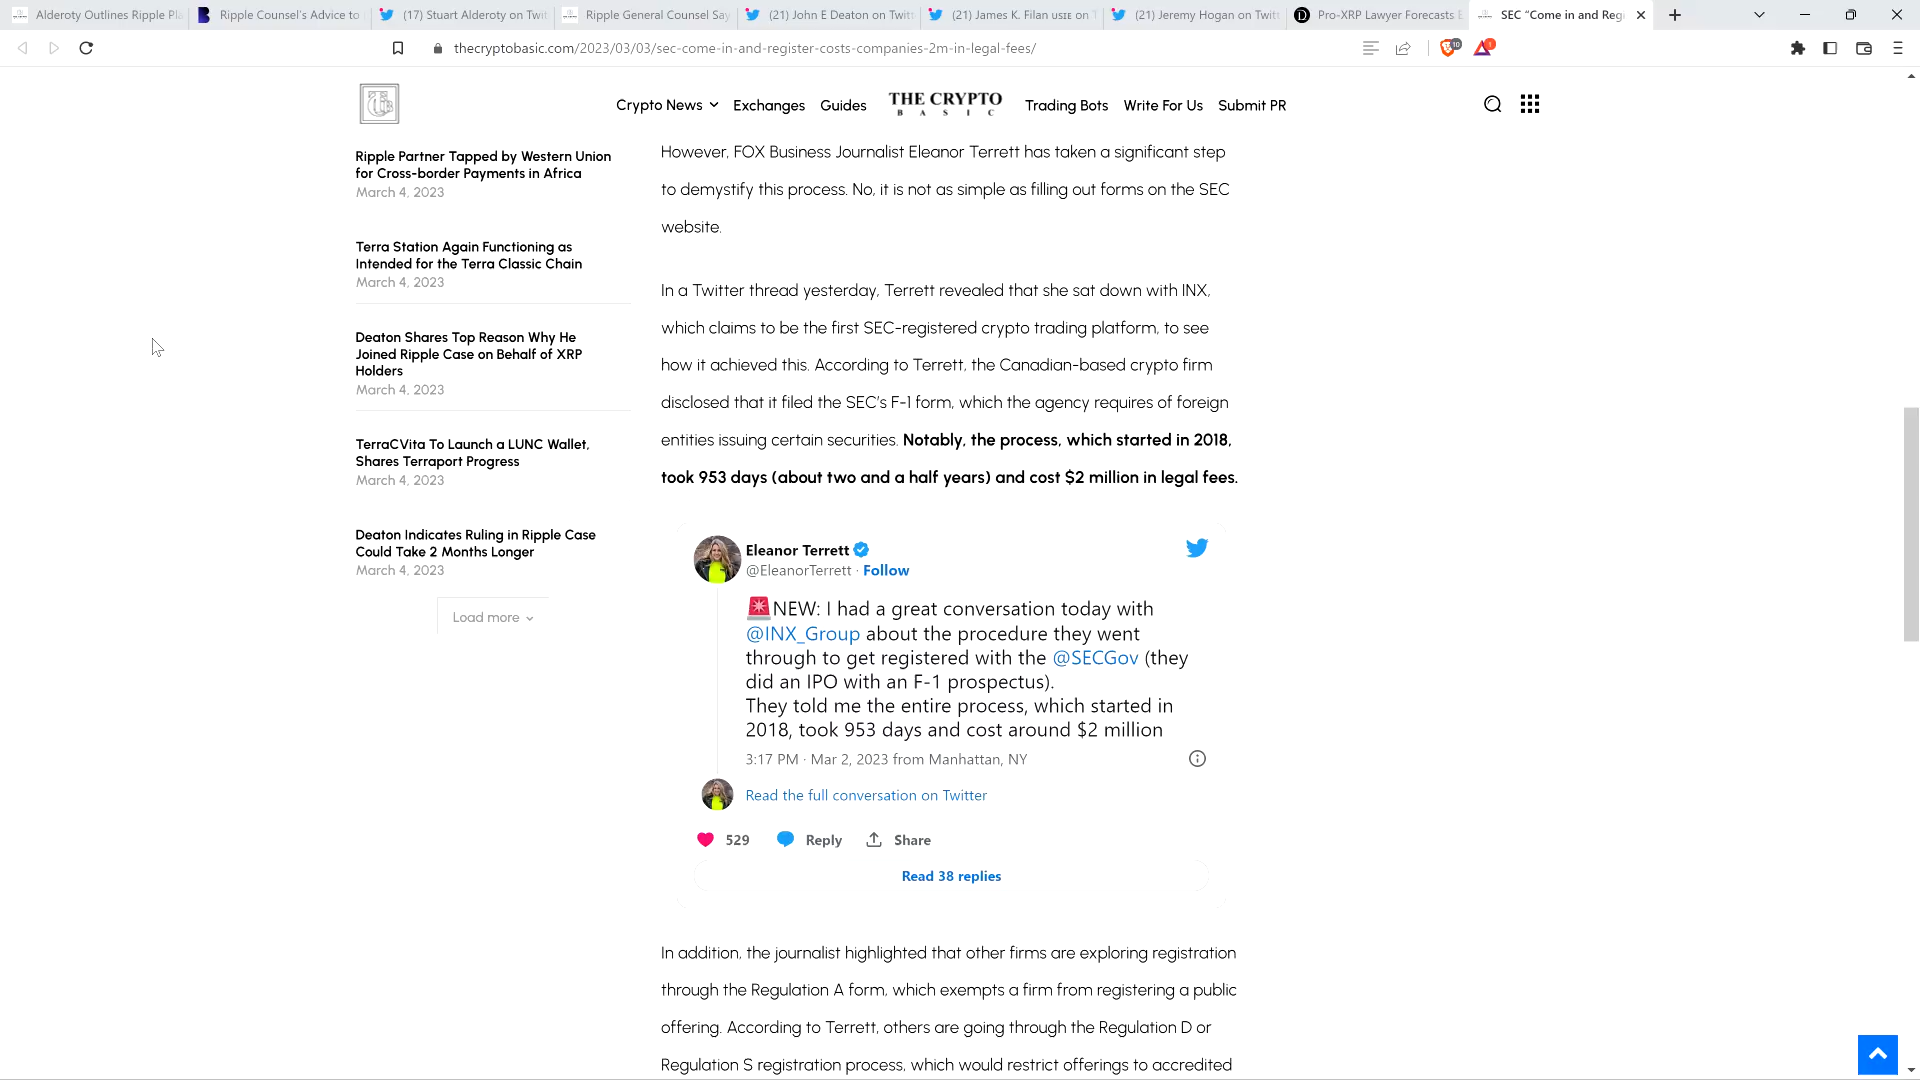 Alderoty Outlines Ripple Pla
Ripple Counsel's Advice to
(17) Stuart Alderoty on Twit
Ripple General Counsel Say
(21) John E Deaton on Twitt
(21) James K. Filan on T
(21) Jeremy Hogan on Twitt
Pro-XRP Lawyer Forecasts E
SEC "Come in and Reg
thecryptobasic.com/2023/03/03/sec-come-in-and-register-costs-companies-2m-in-legal-fees/
Crypto News
Exchanges
Guides
THE CRYPTO
BASIC
Trading Bots
Write For Us
Submit PR
Ripple Partner Tapped by Western Union
for Cross-border Payments in Africa
March 4, 2023
Terra Station Again Functioning as
Intended for the Terra Classic Chain
March 4, 2023
Deaton Shares Top Reason Why He
Joined Ripple Case on Behalf of XRP
Holders
March 4, 2023
TerraCVita To Launch a LUNC Wallet,
Shares Terraport Progress
March 4, 2023
Deaton Indicates Ruling in Ripple Case
Could Take 2 Months Longer
March 4, 2023
Load more
However, FOX Business Journalist Eleanor Terrett has taken a significant step
to demystify this process. No, it is not as simple as filling out forms on the SEC
website.
In a Twitter thread yesterday, Terrett revealed that she sat down with INX,
which claims to be the first SEC-registered crypto trading platform, to see
how it achieved this. According to Terrett, the Canadian-based crypto firm
disclosed that it filed the SEC's F-1 form, which the agency requires of foreign
entities issuing certain securities. Notably, the process, which started in 2018,
took 953 days (about two and a half years) and cost $2 million in legal fees.
Eleanor Terrett
@EleanorTerrett · Follow
NEW: I had a great conversation today with
@INX_Group about the procedure they went
through to get registered with the @SECGov (they
did an IPO with an F-1 prospectus).
They told me the entire process, which started in
2018, took 953 days and cost around $2 million
3:17 PM · Mar 2, 2023 from Manhattan, NY
Read the full conversation on Twitter
529
Reply
Share
Read 38 replies
In addition, the journalist highlighted that other firms are exploring registration
through the Regulation A form, which exempts a firm from registering a public
offering. According to Terrett, others are going through the Regulation D or
Regulation S registration process, which would restrict offerings to accredited